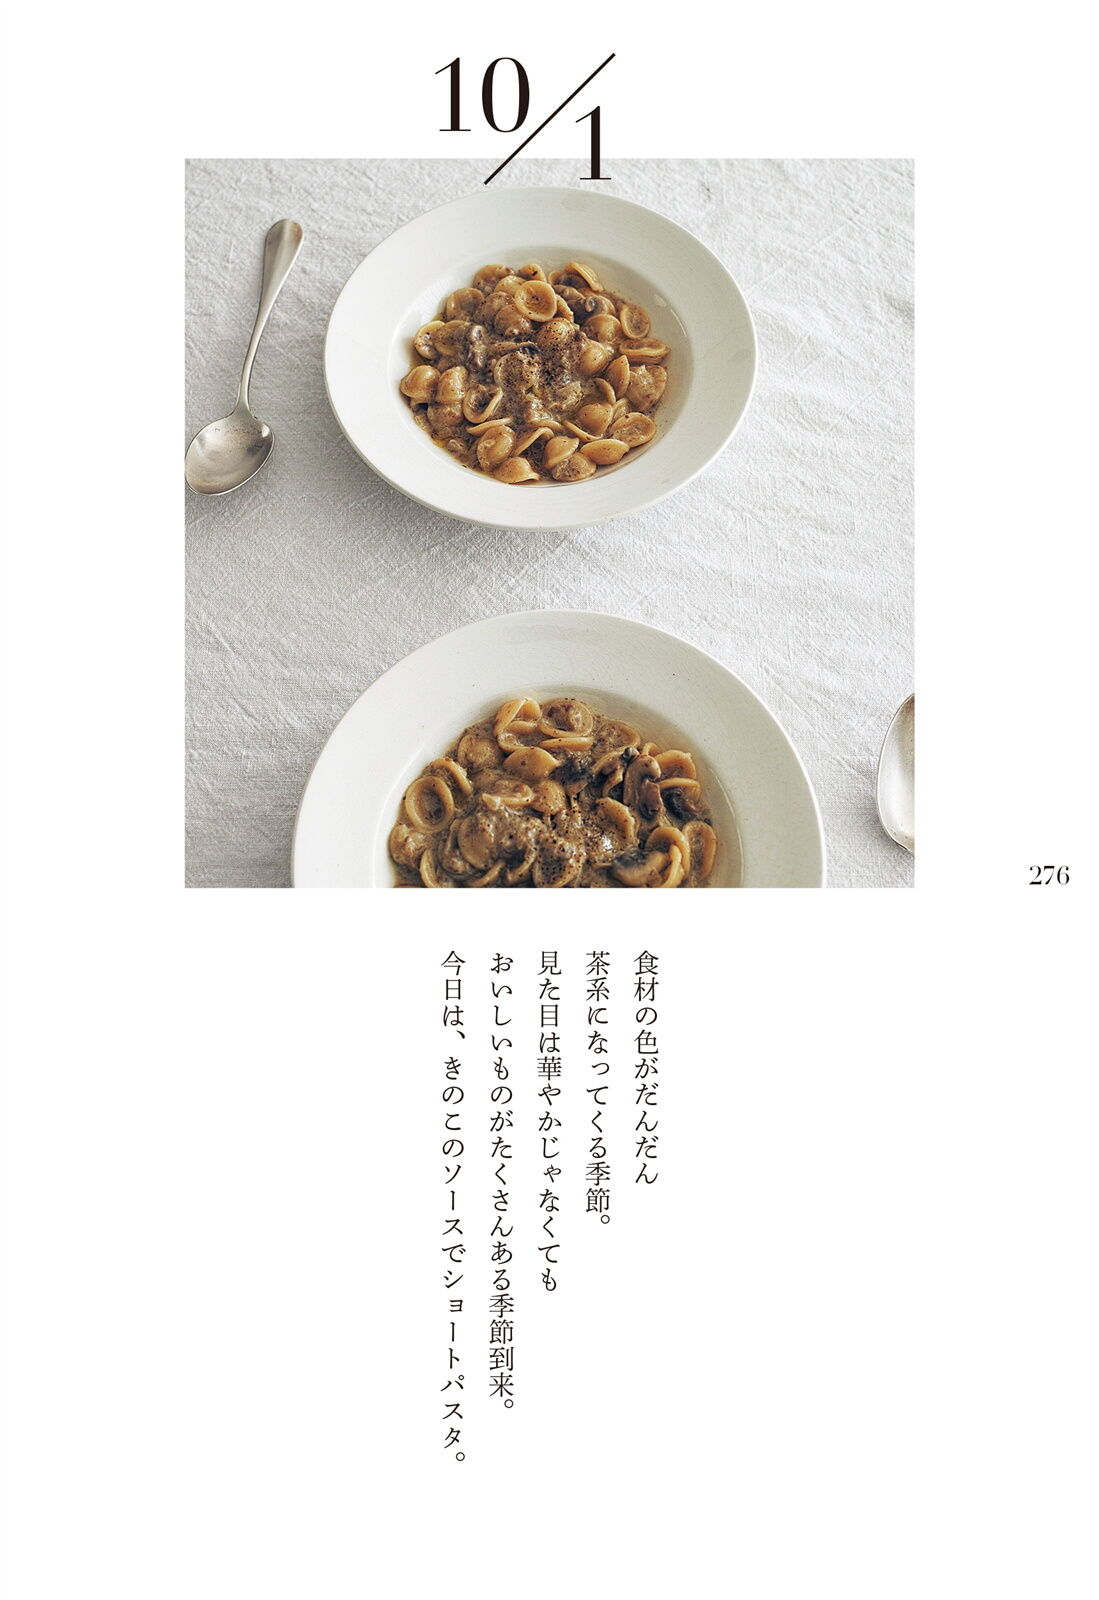 10/1
食材の色がだんだん
茶系になってくる季節。
見た目は華やかじゃなくても
おいしいものがたくさんある季節到来。
今日は、きのこのソースでショートパスタ。
276